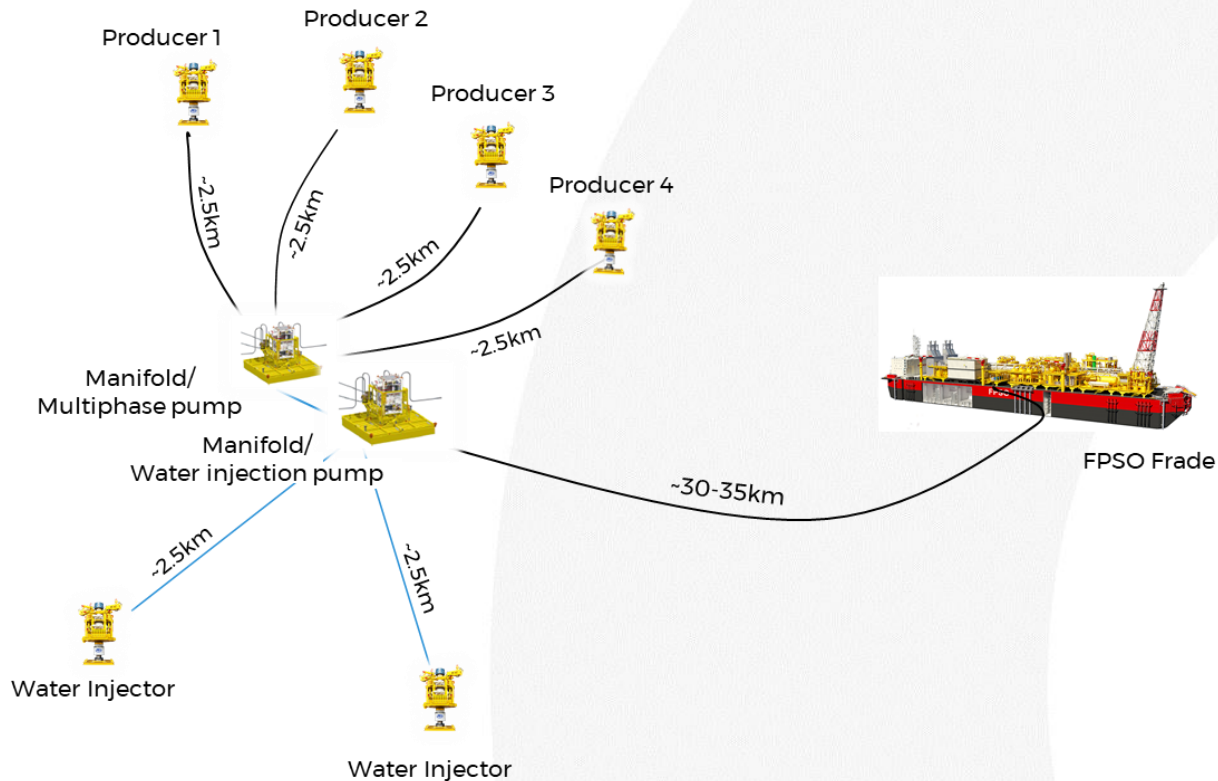 Producer 1
Producer 2
Producer 3
Producer 4
~2.5km
~2.5km
~2.5km
~2.5km
Manifold/
Multiphase pump
Manifold/
Water injection pump
~30-35km
FPSO
FPSO Frade
~2.5km
~2.5km
Water Injector
Water Injector